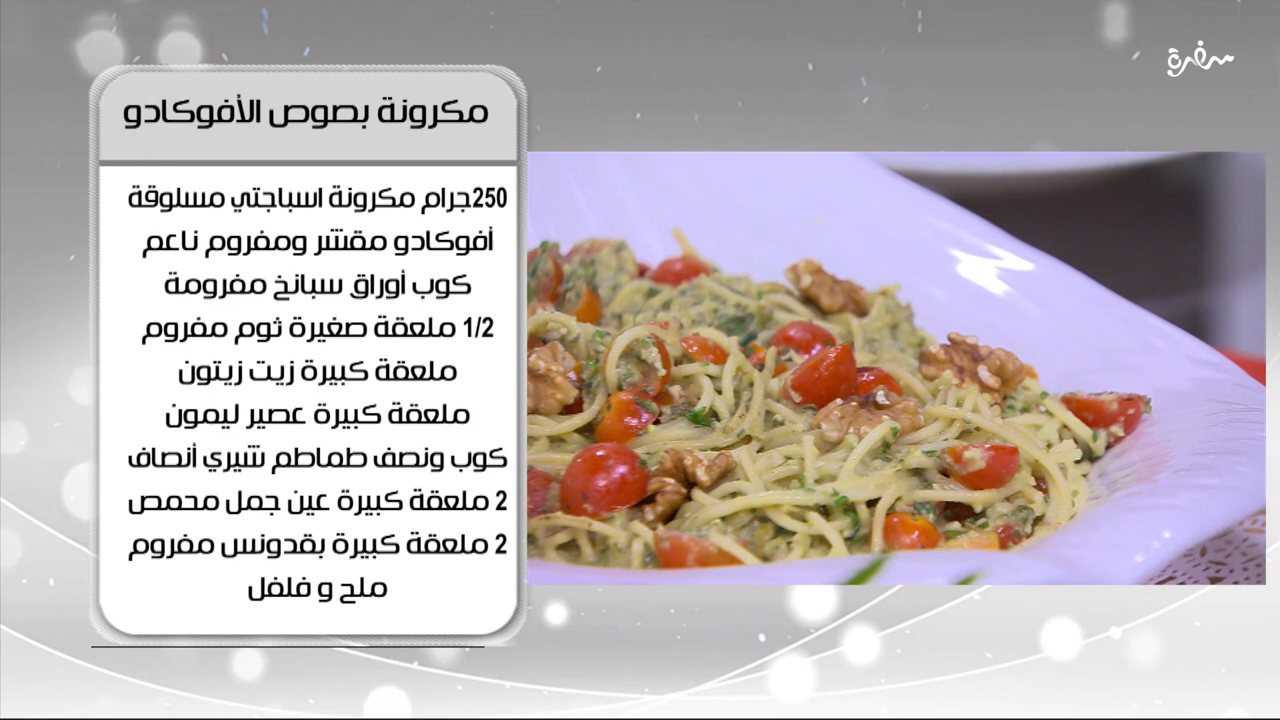 سفرة
مكرونة بصوص الأفوكادو
250جرام مكرونة اسباجتي مسلوقة
أفوكادو مقشر ومفروم ناعم
كوب أوراق سبانخ مفرومة
1/2 ملعقة صغيرة ثوم مفروم
ملعقة كبيرة زيت زيتون
ملعقة كبيرة عصير ليمون
كوب ونصف طماطم شيري أنصاف
2 ملعقة كبيرة عين جمل محمص
2 ملعقة كبيرة بقدونس مفروم
ملح و فلفل